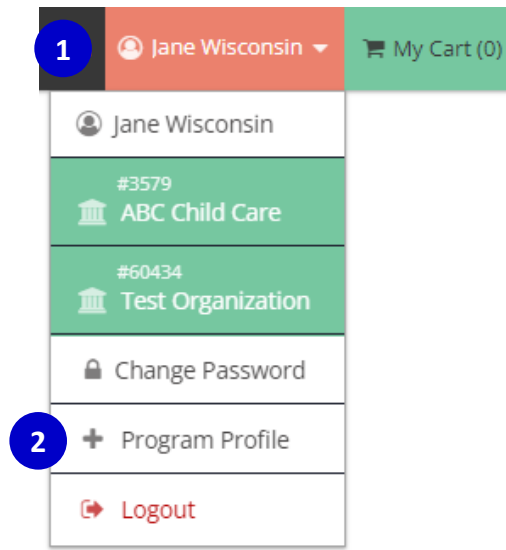 1
Jane Wisconsin
My Cart (0)
Jane Wisconsin
#3579
ABC Child Care
#60434
Test Organization
Change Password
2
Program Profile
Logout